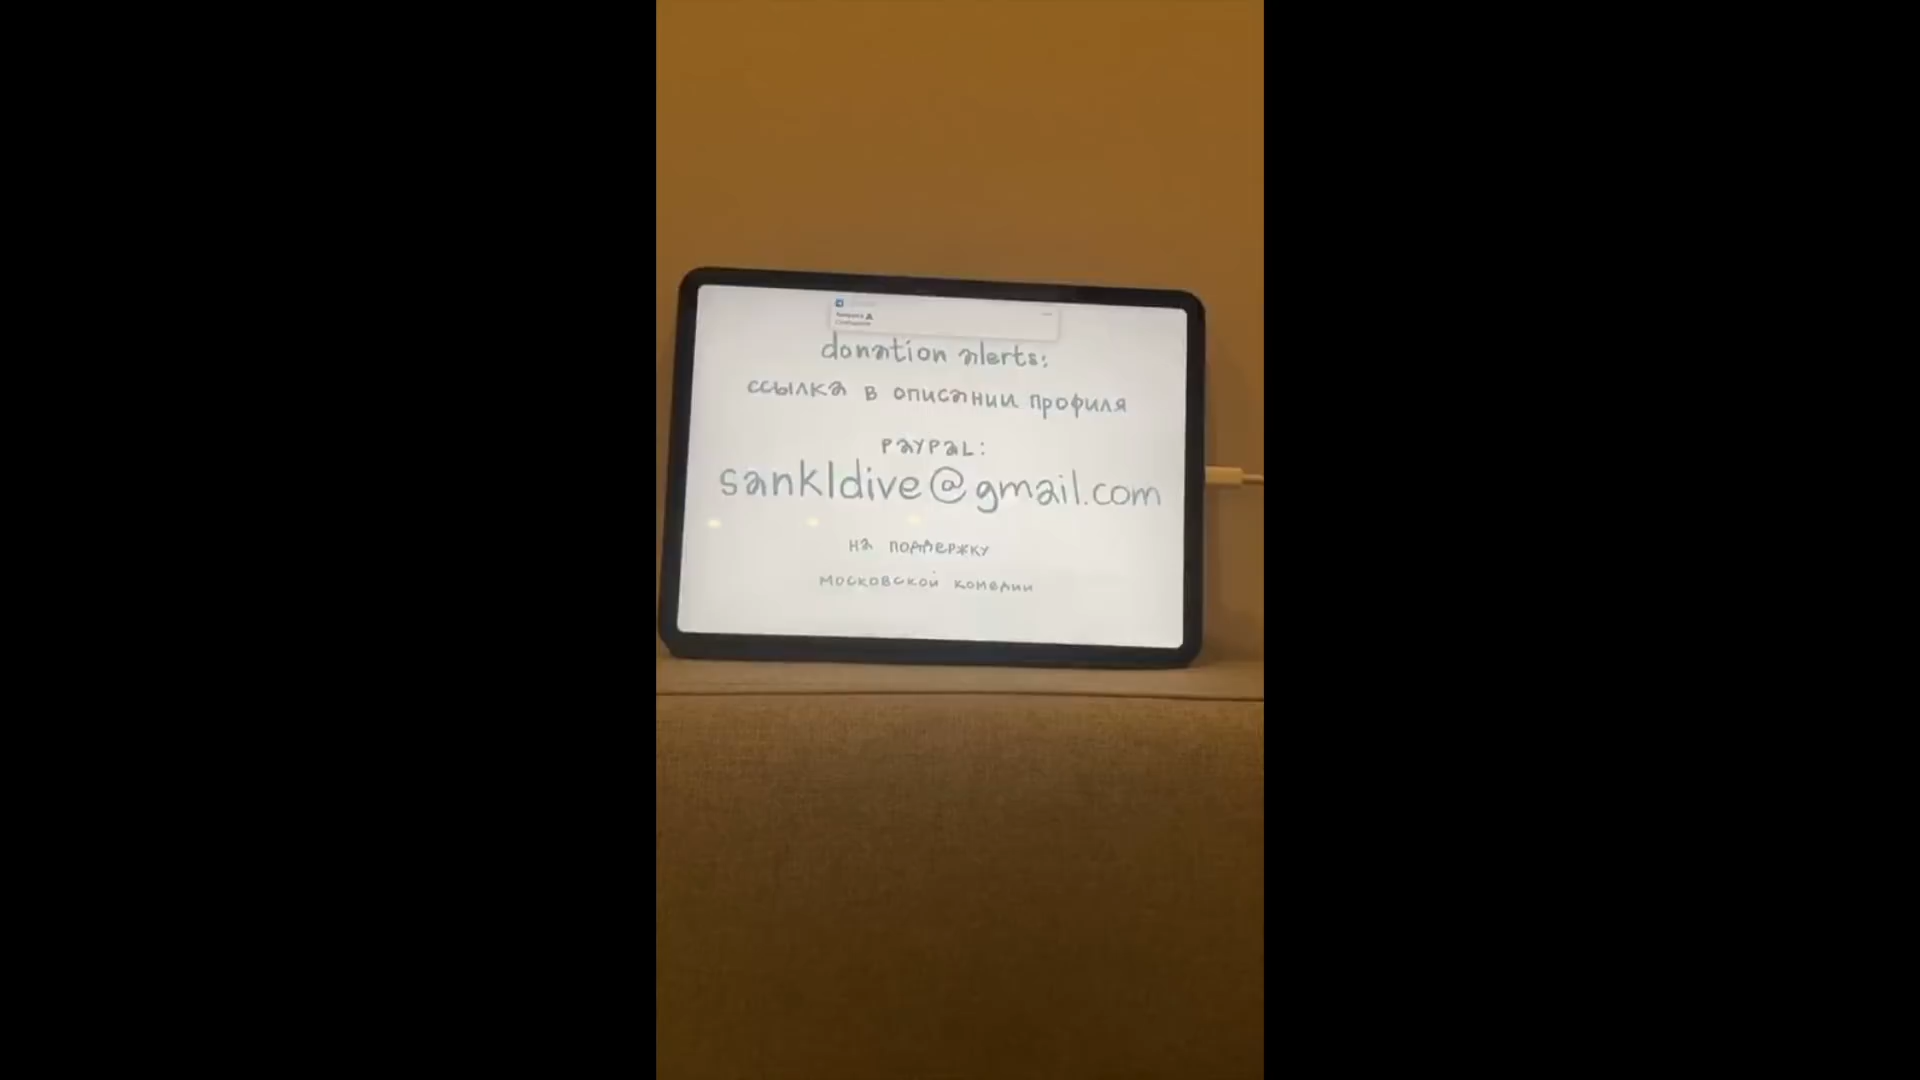 donation alerts:
ссылка в описании профиля
PAYPAL:
sankldive@gmail.com
на поддержку
московской комедии